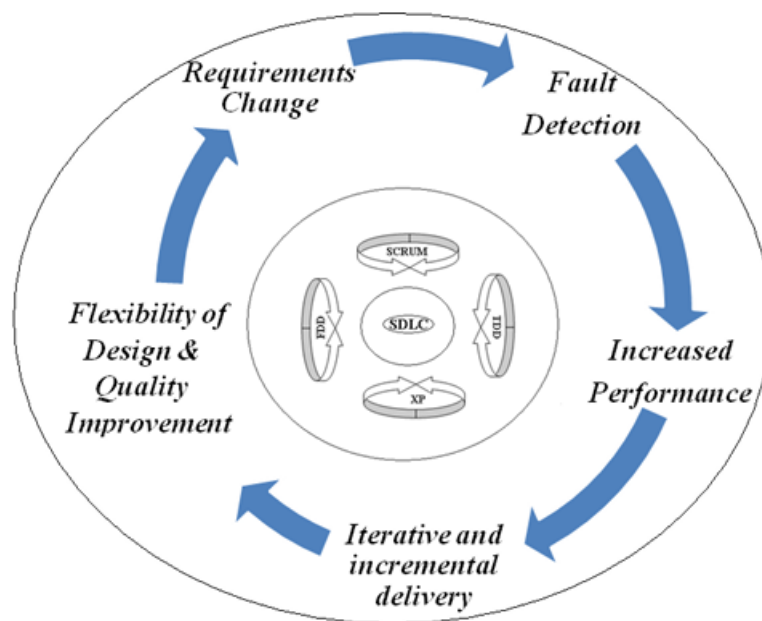 Requirements
Change
Fault
Detection
Increased
Performance
Iterative and
incremental
delivery
Flexibility of
Design &
Quality
Improvement
SCRUM
TDD
XP
FDD
SDLC